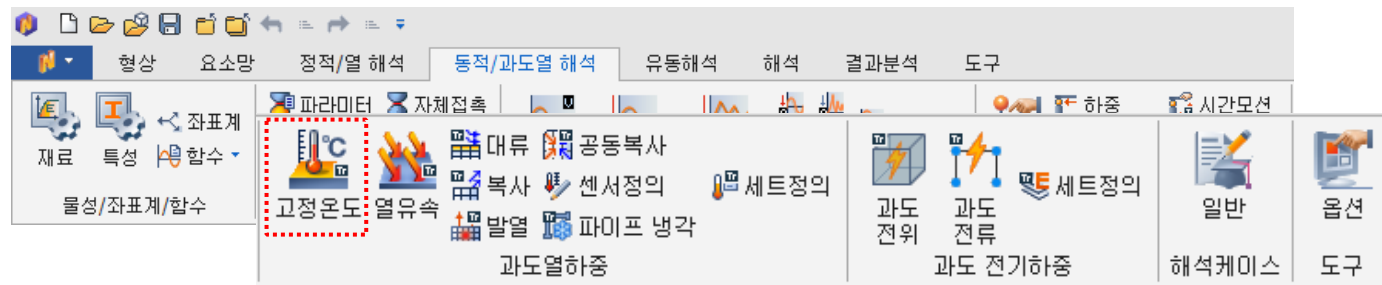 형상 요소망 정적/열 해석 동적/과도열 해석 유동해석 해석 결과분석 도구
파라미터 자체접촉 하중 시간모션
좌표계
재료 특성 함수
물성/좌표계/함수
℃ 대류 공동복사
복사 센서정의 세트정의 세트정의
고정온도 열유속 과도 과도 일반 옵션
발열 파이프 냉각 전위 전류
과도열하중 과도 전기하중 해석케이스 도구